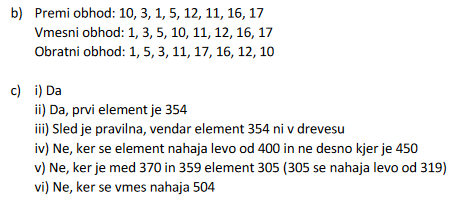 b) Premi obhod: 10, 3, 1, 5, 12, 11, 16, 17
Vmesni obhod: 1, 3, 5, 10, 11, 12, 16, 17
Obratni obhod: 1, 5, 3, 11, 17, 16, 12, 10
c) i) Da
ii) Da, prvi element je 354
iii) Sled je pravilna, vendar element 354 ni v drevesu
iv) Ne, ker se element nahaja levo od 400 in ne desno kjer je 450
v) Ne, ker je med 370 in 359 element 305 (305 se nahaja levo od 319)
vi) Ne, ker se vmes nahaja 504